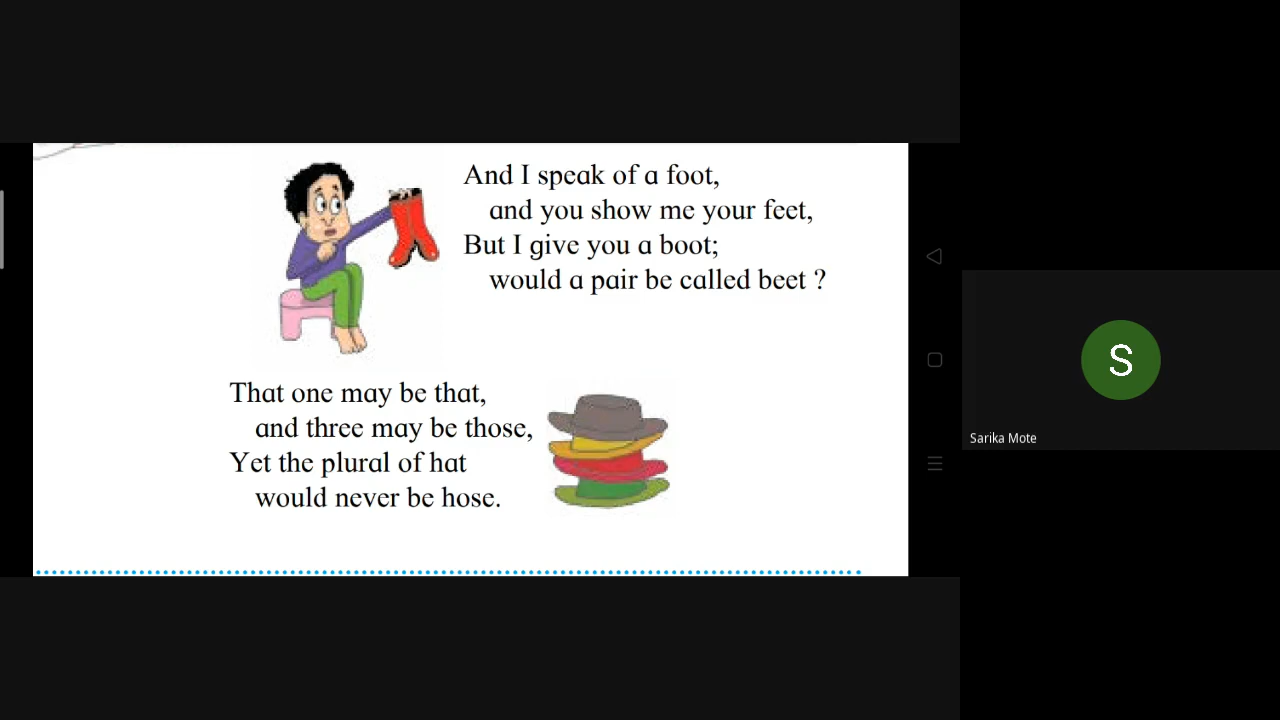 And I speak of a foot,
and you show me your feet,
But I give you a boot;
would a pair be called beet ?
That one may be that,
and three may be those,
Yet the plural of hat
would never be hose.
S
Sarika Mote